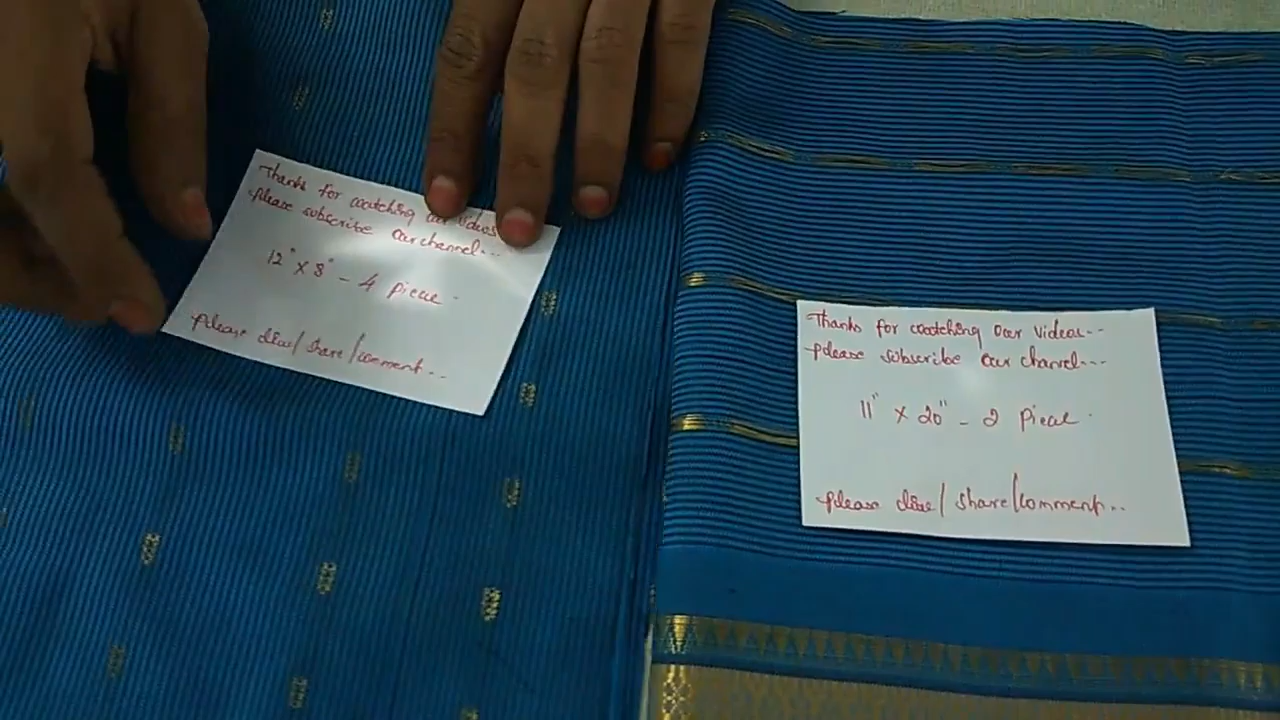 Thanks for watching our videos
please subscribe our channel...
12" x 8" - 4 piece
please like/share/comment...
Thanks for watching our videos..
please subscribe our channel...
11" x 20" - 2 piece
please like/share/comment...